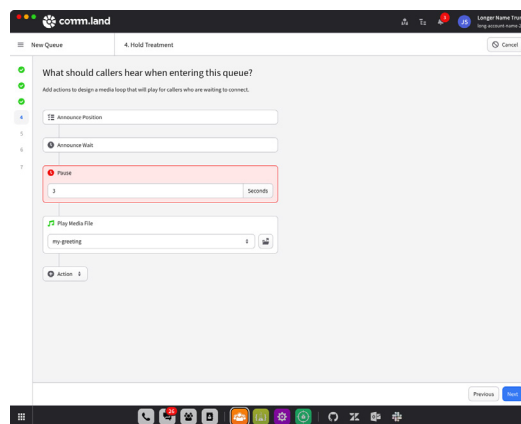 comm.land
JS
Longer Name Trun
long account name 2
New Queue
4. Hold Treatment
Cancel
What should callers hear when entering this queue?
Add actions to design a media loop that will play for callers who are waiting to connect.
4
5
6
7
Announce Position
Announce Wait
Pause
3
Seconds
Play Media File
my-greeting
Action
Previous
Next
26